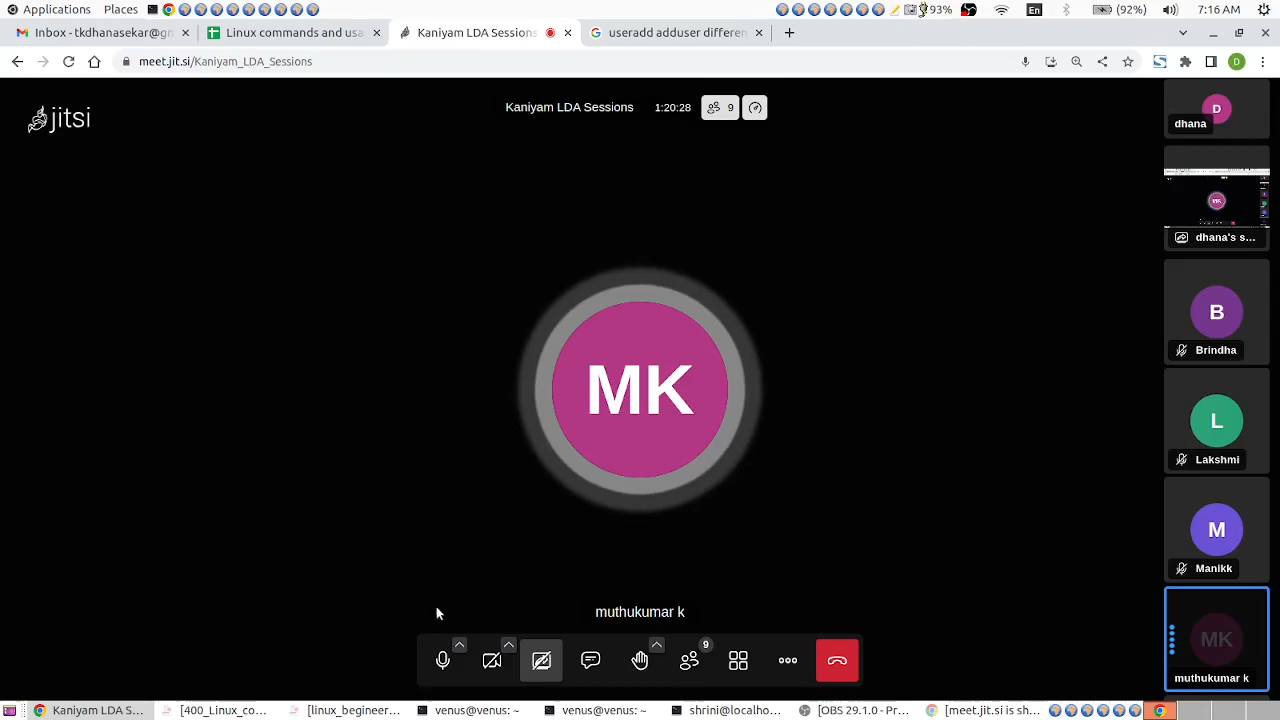 Applications Places 93% En (92%) 7:16 AM
Inbox - tkdhanasekar@gm Linux commands and usa Kaniyam LDA Sessions useradd adduser differen
meet.jit.si/Kaniyam_LDA_Sessions D
jitsi
Kaniyam LDA Sessions 1:20:28 9
D
dhana
MK
dhana's s...
B
Brindha
L
Lakshmi
M
Manikk
MK
muthukumar k
MK
muthukumar k
9
Kaniyam LDA S... [400_Linux_co... [linux_begineer... venus@venus: ~ venus@venus: ~ shrini@localho... [OBS 29.1.0 - Pr... [meet.jit.si is sh...